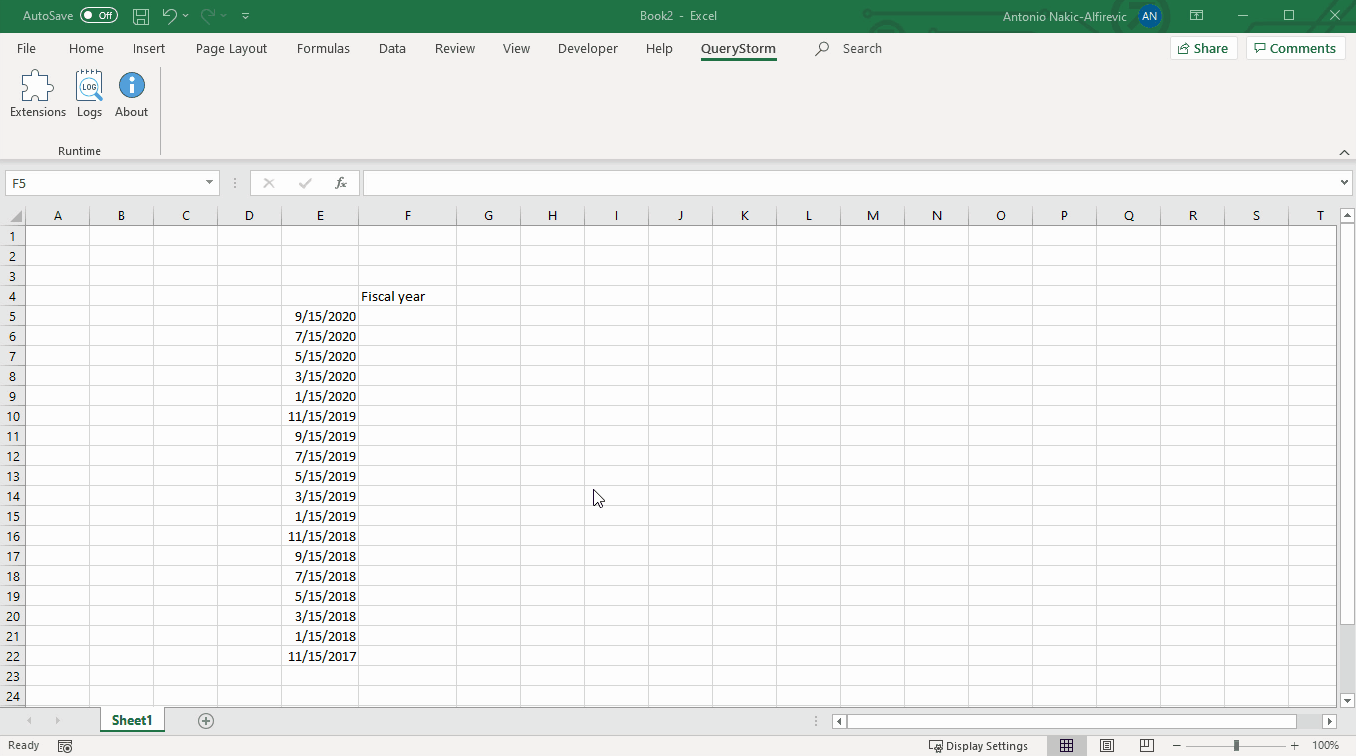 AutoSave Off Book2 - Excel Antonio Nakic-Alfirevic AN
File Home Insert Page Layout Formulas Data Review View Developer Help QueryStorm Search Share Comments
LOG
Extensions Logs About
Runtime
F5 fx
A B C D E F G H I J K L M N O P Q R S T
1
2
3
4 Fiscal year
5 9/15/2020
6 7/15/2020
7 5/15/2020
8 3/15/2020
9 1/15/2020
10 11/15/2019
11 9/15/2019
12 7/15/2019
13 5/15/2019
14 3/15/2019
15 1/15/2019
16 11/15/2018
17 9/15/2018
18 7/15/2018
19 5/15/2018
20 3/15/2018
21 1/15/2018
22 11/15/2017
23
24
Sheet1
Ready Display Settings 100%